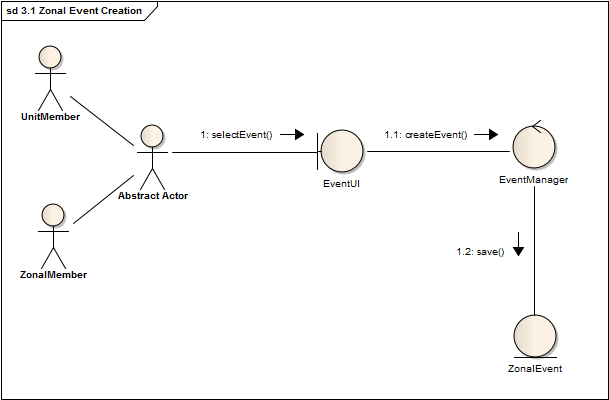 sd 3.1 Zonal Event Creation
UnitMember
1: selectEvent()
1.1: createEvent()
EventUI
EventManager
Abstract Actor
ZonalMember
1.2: save()
ZonalEvent